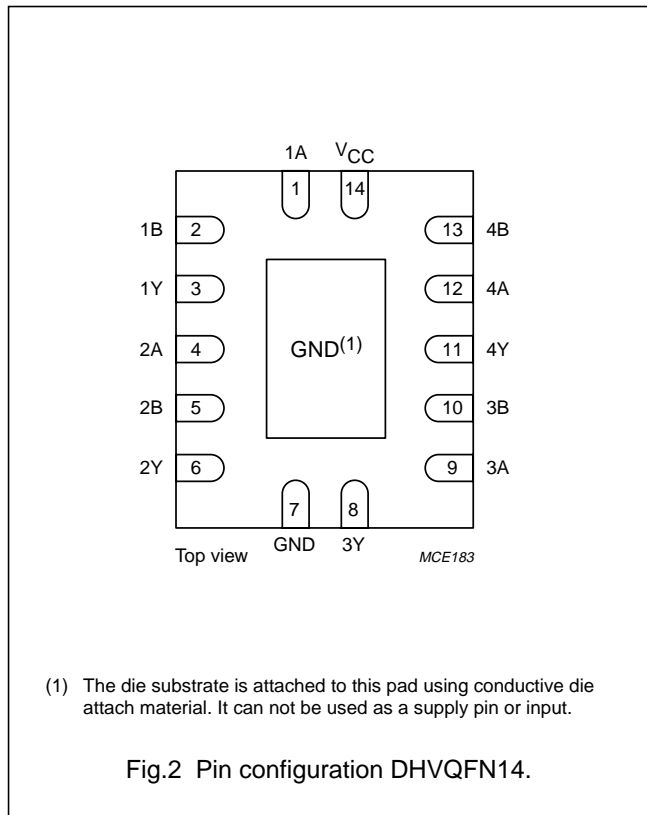 1A VCC
1 14
1B 2 13 4B
1Y 3 12 4A
2A 4 GND(1) 11 4Y
2B 5 10 3B
2Y 6 9 3A
7 8
Top view GND 3Y MCE183
(1) The die substrate is attached to this pad using conductive die
attach material. It can not be used as a supply pin or input.
Fig.2 Pin configuration DHVQFN14.